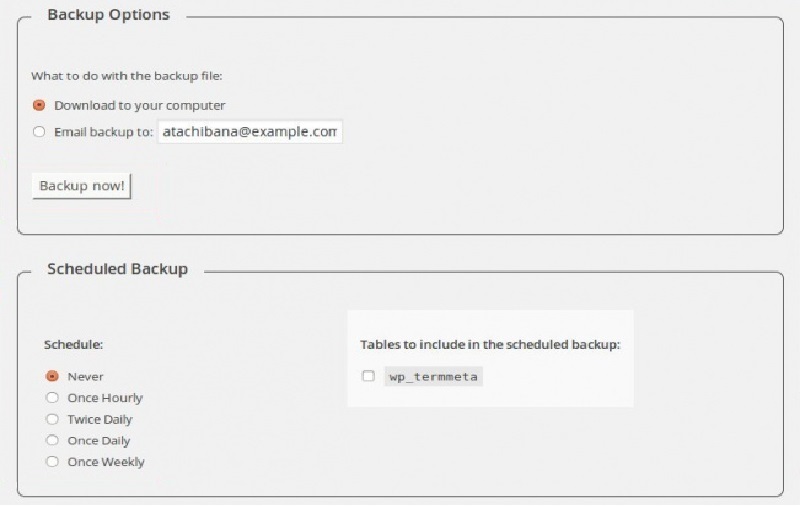 Backup Options
What to do with the backup file:
Download to your computer
Email backup to: atachibana@example.com
Backup now!
Scheduled Backup
Schedule:
Never
Once Hourly
Twice Daily
Once Daily
Once Weekly
Tables to include in the scheduled backup:
wp_termmeta